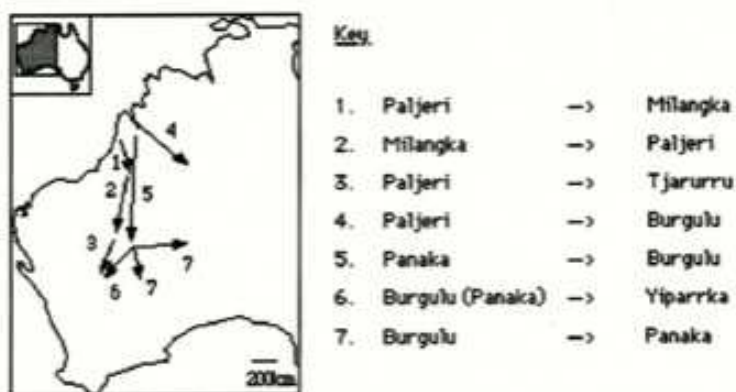 Key
1. Paljeri —> Milangka
2. Milangka —> Paljeri
3. Paljeri —> Tjarurru
4. Paljeri —> Burgulu
5. Panaka —> Burgulu
6. Burgulu (Panaka) —> Yiparrka
7. Burgulu —> Panaka
4
1
2
5
3
7
6
7
200km